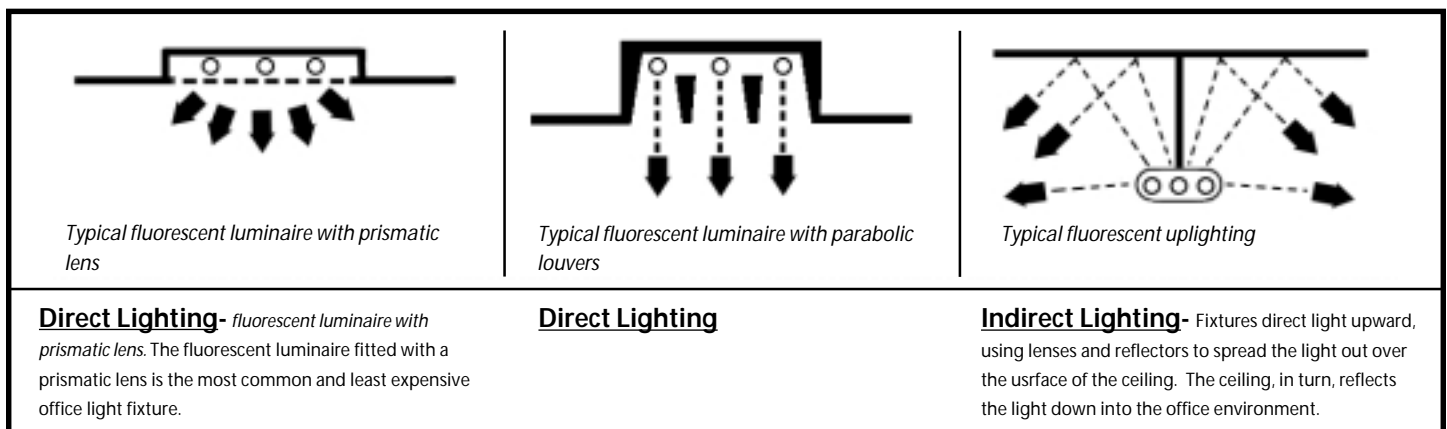 Typical fluorescent luminaire with prismatic
lens
Typical fluorescent luminaire with parabolic
louvers
Typical fluorescent uplighting
Direct Lighting- fluorescent luminaire with
prismatic lens. The fluorescent luminaire fitted with a
prismatic lens is the most common and least expensive
office light fixture.
Direct Lighting
Indirect Lighting- Fixtures direct light upward,
using lenses and reflectors to spread the light out over
the usrface of the ceiling. The ceiling, in turn, reflects
the light down into the office environment.